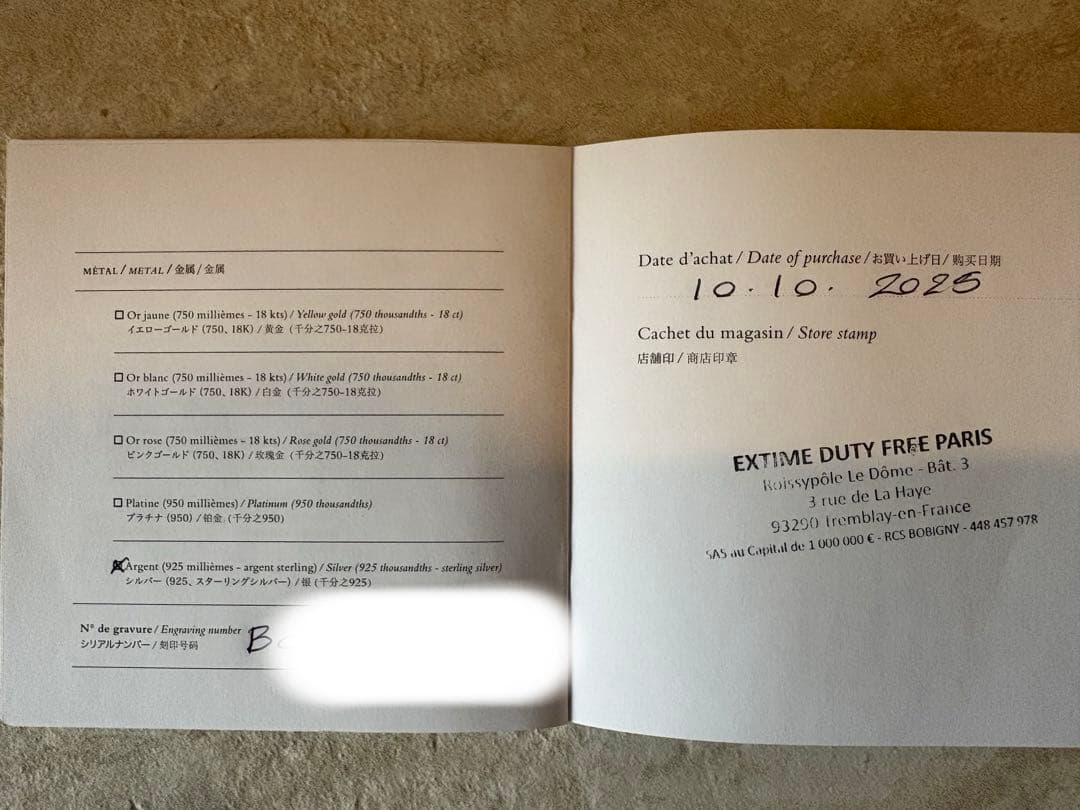 MÉTAL / METAL / 金属 / 金属
Or jaune (750 millièmes - 18 kts) / Yellow gold (750 thousandths - 18 ct)
イエローゴールド (750、18K) / 黄金 (千分之750-18克拉)
Or blanc (750 millièmes - 18 kts) / White gold (750 thousandths - 18 ct)
ホワイトゴールド (750、18K) / 白金 (千分之750-18克拉)
Or rose (750 millièmes - 18 kts) / Rose gold (750 thousandths - 18 ct)
ピンクゴールド (750、18K) / 玫瑰金 (千分之750-18克拉)
Platine (950 millièmes) / Platinum (950 thousandths)
プラチナ (950) / 铂金 (千分之950)
Argent (925 millièmes - argent sterling) / Silver (925 thousandths - sterling silver)
シルバー (925、スターリングシルバー) / 银 (千分之925)
N° de gravure / Engraving number
シリアルナンバー / 刻印号码
B
Date d'achat / Date of purchase / お買い上げ日 / 购买日期
10.10. 2025
Cachet du magasin / Store stamp
店舗印 / 商店印章
EXTIME DUTY FREE PARIS
Roissypôle Le Dôme - Bât. 3
3 rue de La Haye
93290 Tremblay-en-France
SAS au Capital de 1 000 000 € - RCS BOBIGNY - 448 457 978